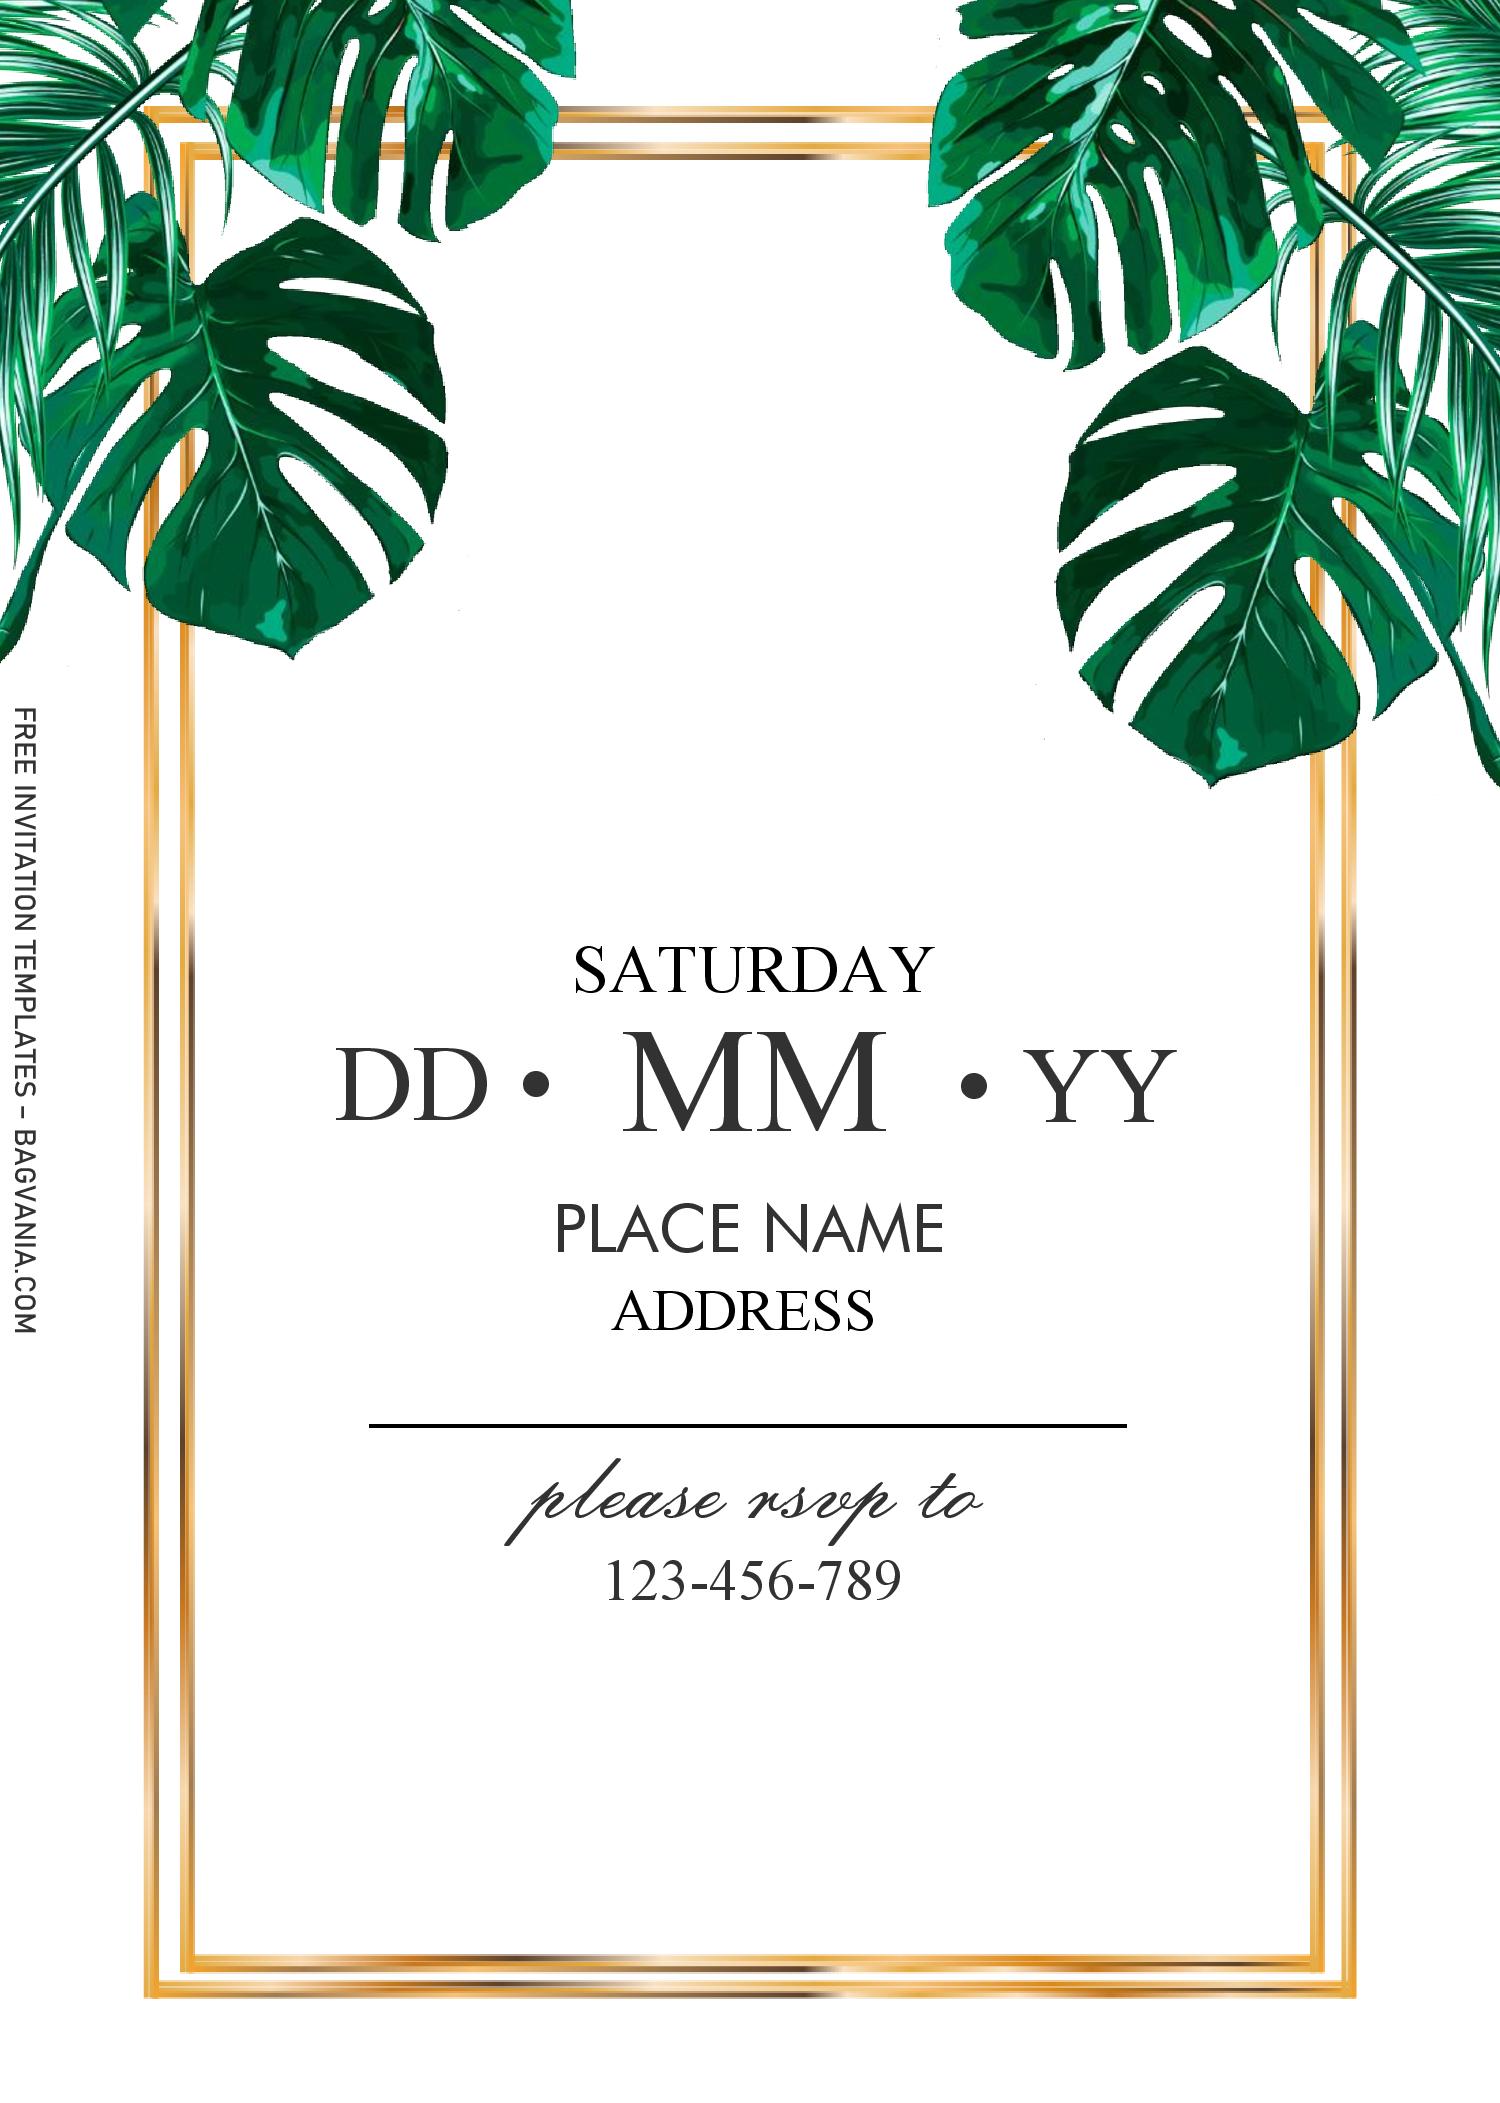 SATURDAY
DD • MM • YY
PLACE NAME
ADDRESS
please rsvp to
123-456-789
FREE INVITATION TEMPLATES - BAGVANIA.COM